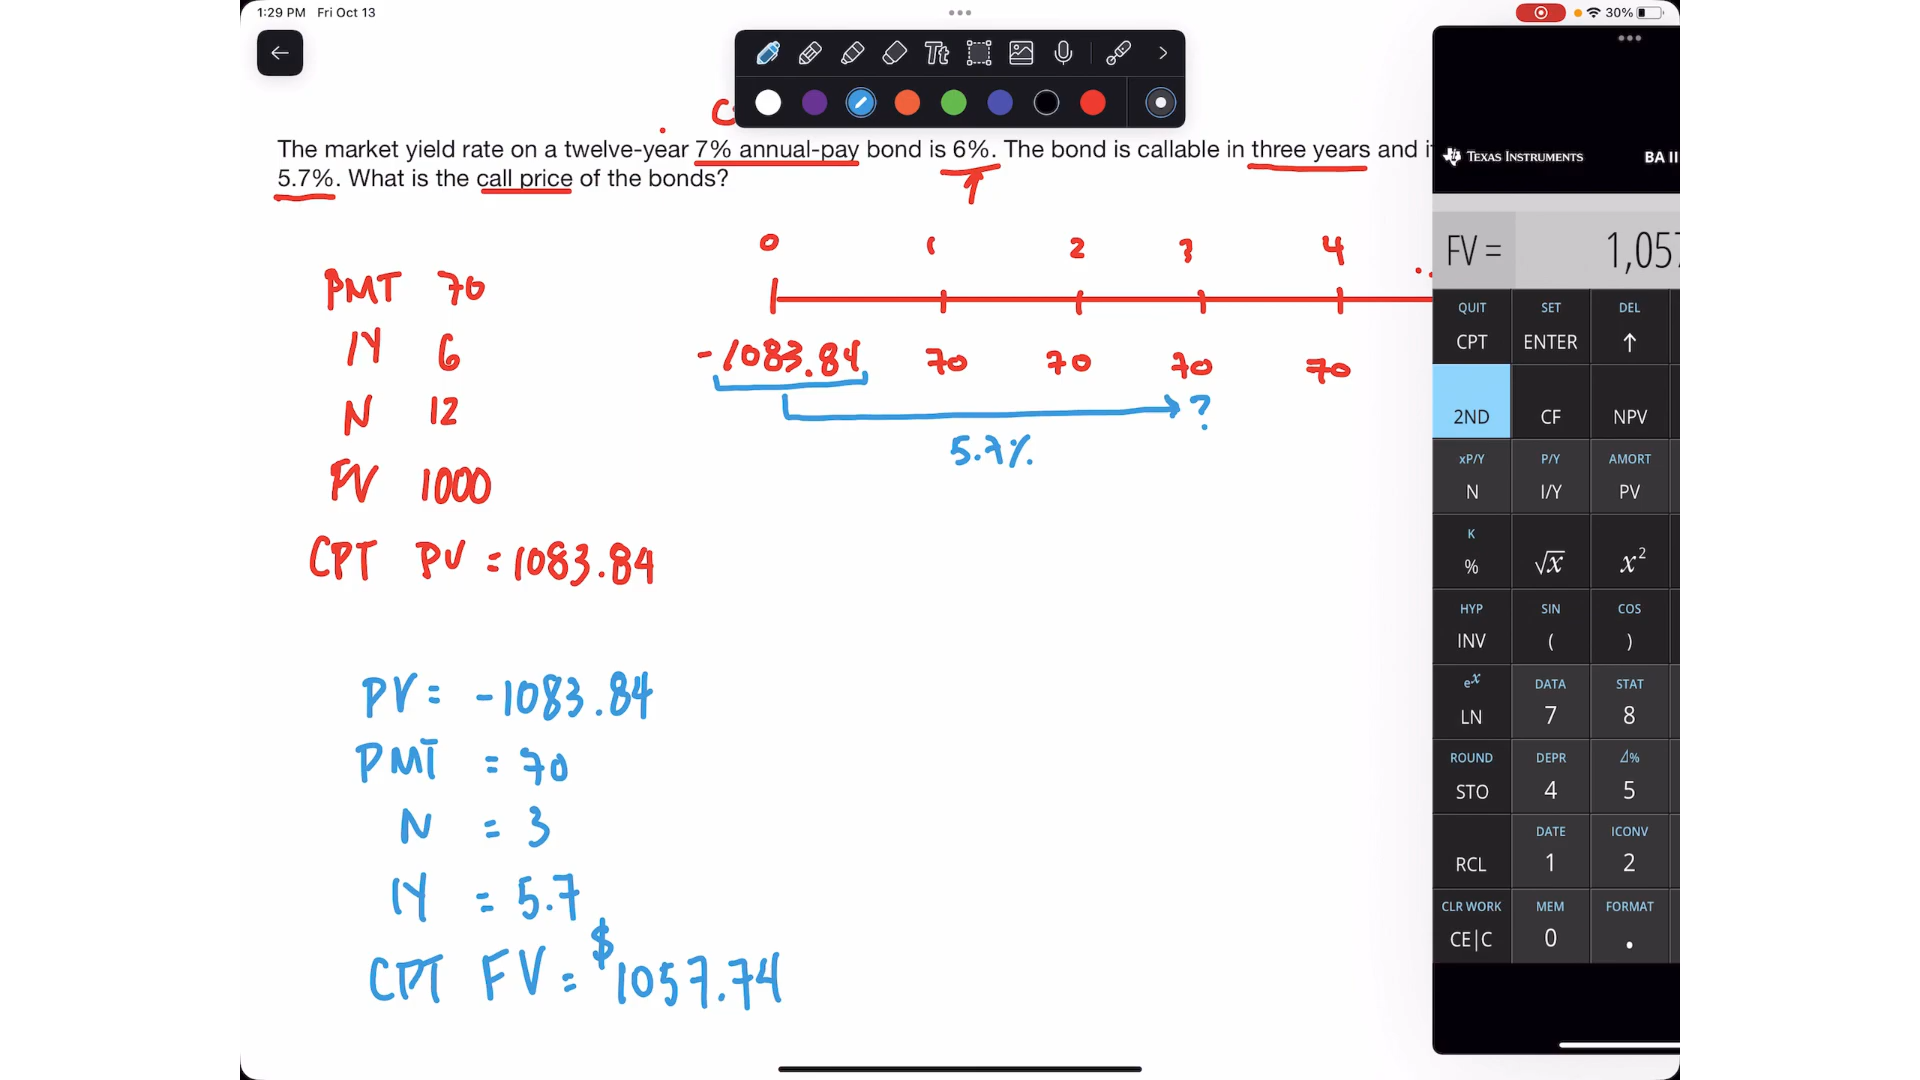 1:29 PM Fri Oct 13
30%
Tt
The market yield rate on a twelve-year 7% annual-pay bond is 6%. The bond is callable in three years and
5.7%. What is the call price of the bonds?
0 1 2 3 4
-1083.84 70 70 70 70
?
5.7%
PMT 70
IY 6
N 12
FV 1000
CPT PV = 1083.84
PV = -1083.84
PMT = 70
N = 3
IY = 5.7
CPT FV = $1057.74
TEXAS INSTRUMENTS BA II
FV = 1,057
QUIT SET DEL
CPT ENTER ↑
2ND CF NPV
xP/Y P/Y AMORT
N I/Y PV
K
% √x x²
HYP SIN COS
INV ( )
eˣ DATA STAT
LN 7 8
ROUND DEPR Δ%
STO 4 5
DATE ICONV
RCL 1 2
CLR WORK MEM FORMAT
CE|C 0 .